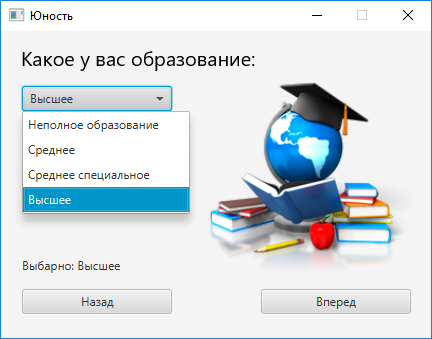 Юность
Какое у вас образование:
Высшее
Неполное образование
Среднее
Среднее специальное
Высшее
Выбарно: Высшее
Назад
Вперед